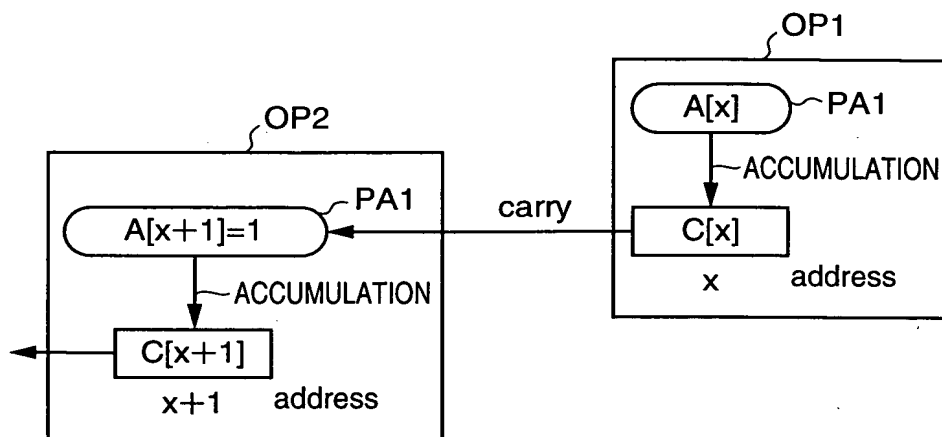 OP1
A[x]
PA1
ACCUMULATION
C[x]
x address
OP2
PA1
A[x+1]=1
carry
ACCUMULATION
C[x+1]
x+1 address